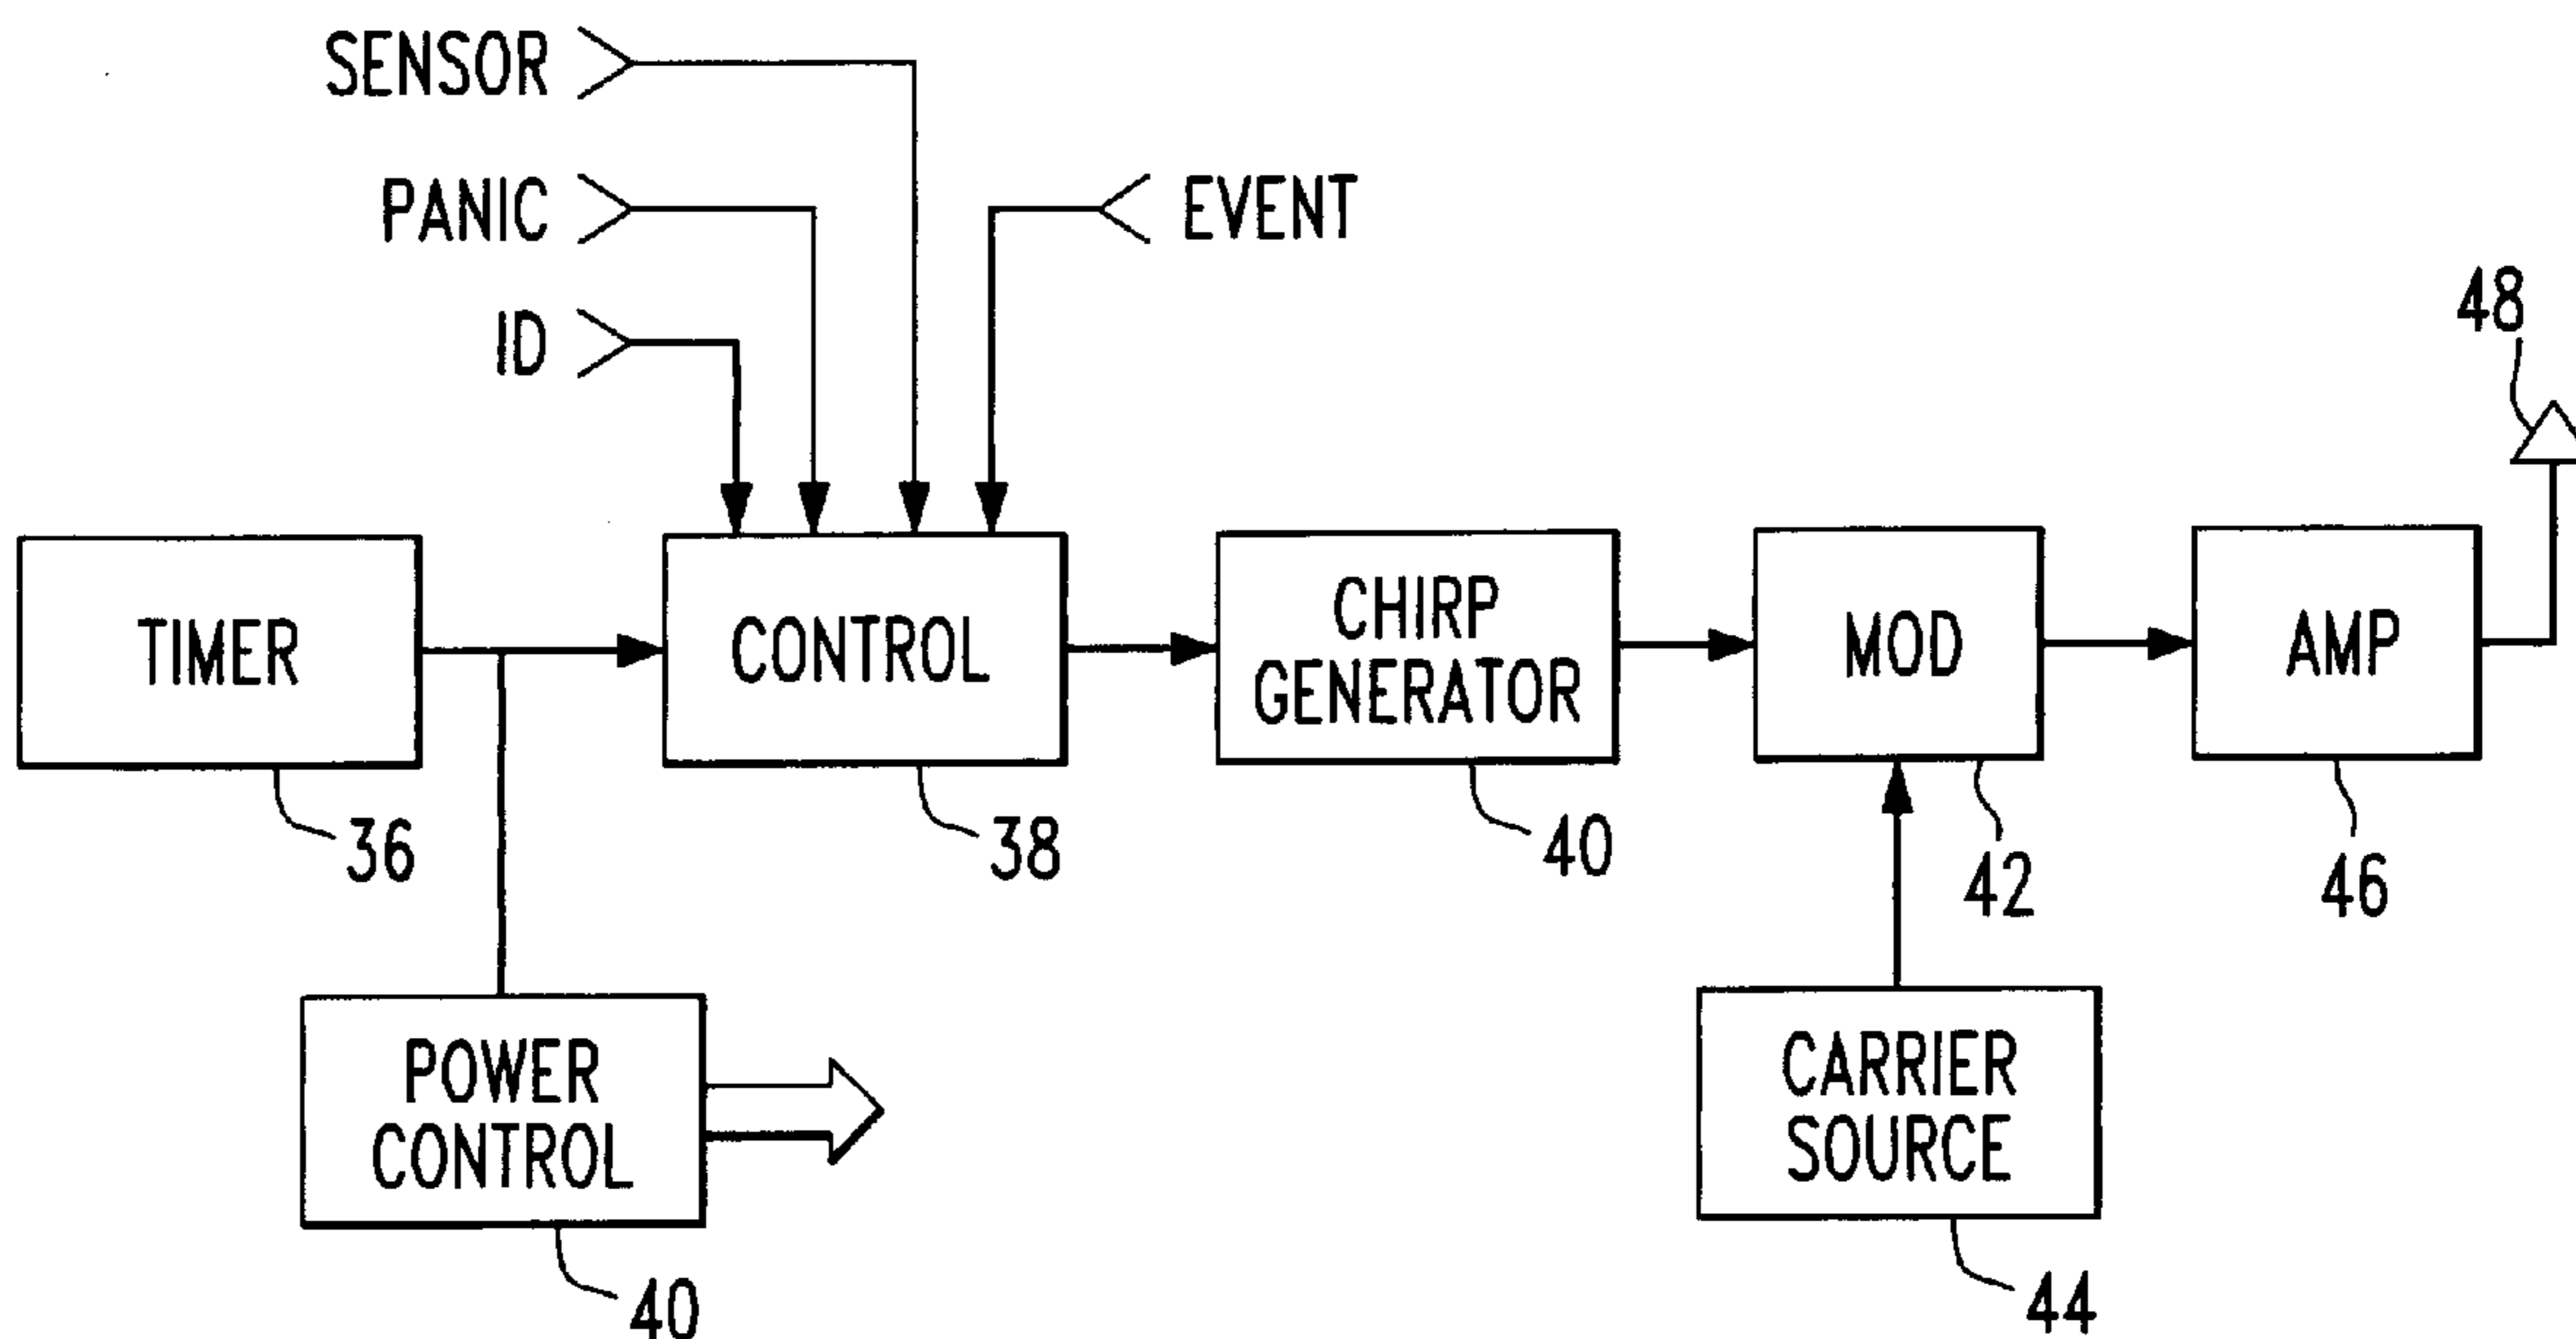 SENSOR
PANIC
EVENT
ID
48
TIMER
CONTROL
CHIRP
GENERATOR
MOD
AMP
36
38
40
42
46
POWER
CONTROL
CARRIER
SOURCE
40
44